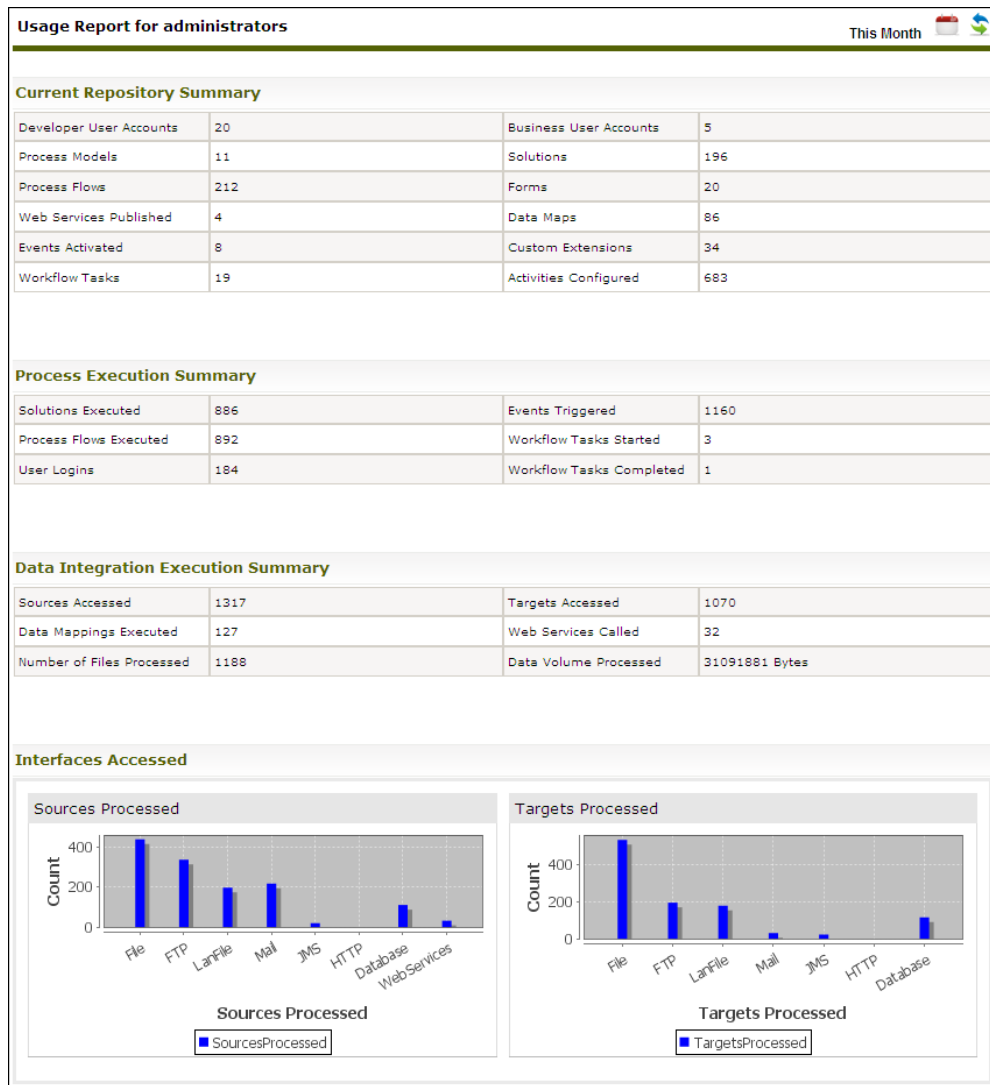 Usage Report for administrators
This Month
Current Repository Summary
Developer User Accounts 20 Business User Accounts 5
Process Models 11 Solutions 196
Process Flows 212 Forms 20
Web Services Published 4 Data Maps 86
Events Activated 8 Custom Extensions 34
Workflow Tasks 19 Activities Configured 683
Process Execution Summary
Solutions Executed 886 Events Triggered 1160
Process Flows Executed 892 Workflow Tasks Started 3
User Logins 184 Workflow Tasks Completed 1
Data Integration Execution Summary
Sources Accessed 1317 Targets Accessed 1070
Data Mappings Executed 127 Web Services Called 32
Number of Files Processed 1188 Data Volume Processed 31091881 Bytes
Interfaces Accessed
Sources Processed
Count
400
200
0
File FTP LanFile Mail JMS HTTP Database WebServices
Sources Processed
SourcesProcessed
Targets Processed
Count
400
200
0
File FTP LanFile Mail JMS HTTP Database
Targets Processed
TargetsProcessed